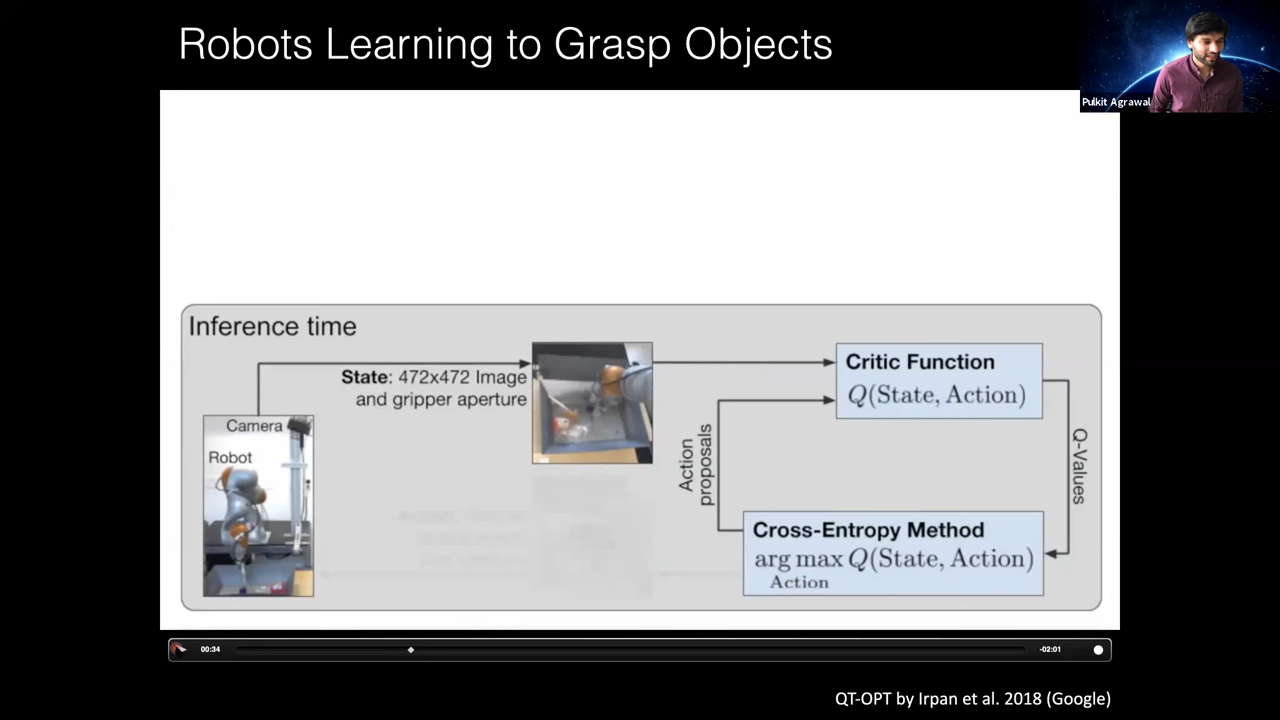 Robots Learning to Grasp Objects
Pulkit Agrawal
Inference time
State: 472x472 Image
and gripper aperture
Camera
Robot
Action
proposals
Critic Function
Q(State, Action)
Q-Values
Cross-Entropy Method
arg max Q(State, Action)
Action
00:34
-02:01
QT-OPT by Irpan et al. 2018 (Google)